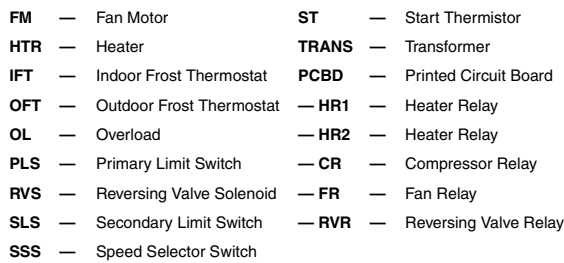 FM — Fan Motor
HTR — Heater
IFT — Indoor Frost Thermostat
OFT — Outdoor Frost Thermostat
OL — Overload
PLS — Primary Limit Switch
RVS — Reversing Valve Solenoid
SLS — Secondary Limit Switch
SSS — Speed Selector Switch
ST — Start Thermistor
TRANS — Transformer
PCBD — Printed Circuit Board
— HR1 — Heater Relay
— HR2 — Heater Relay
— CR — Compressor Relay
— FR — Fan Relay
— RVR — Reversing Valve Relay